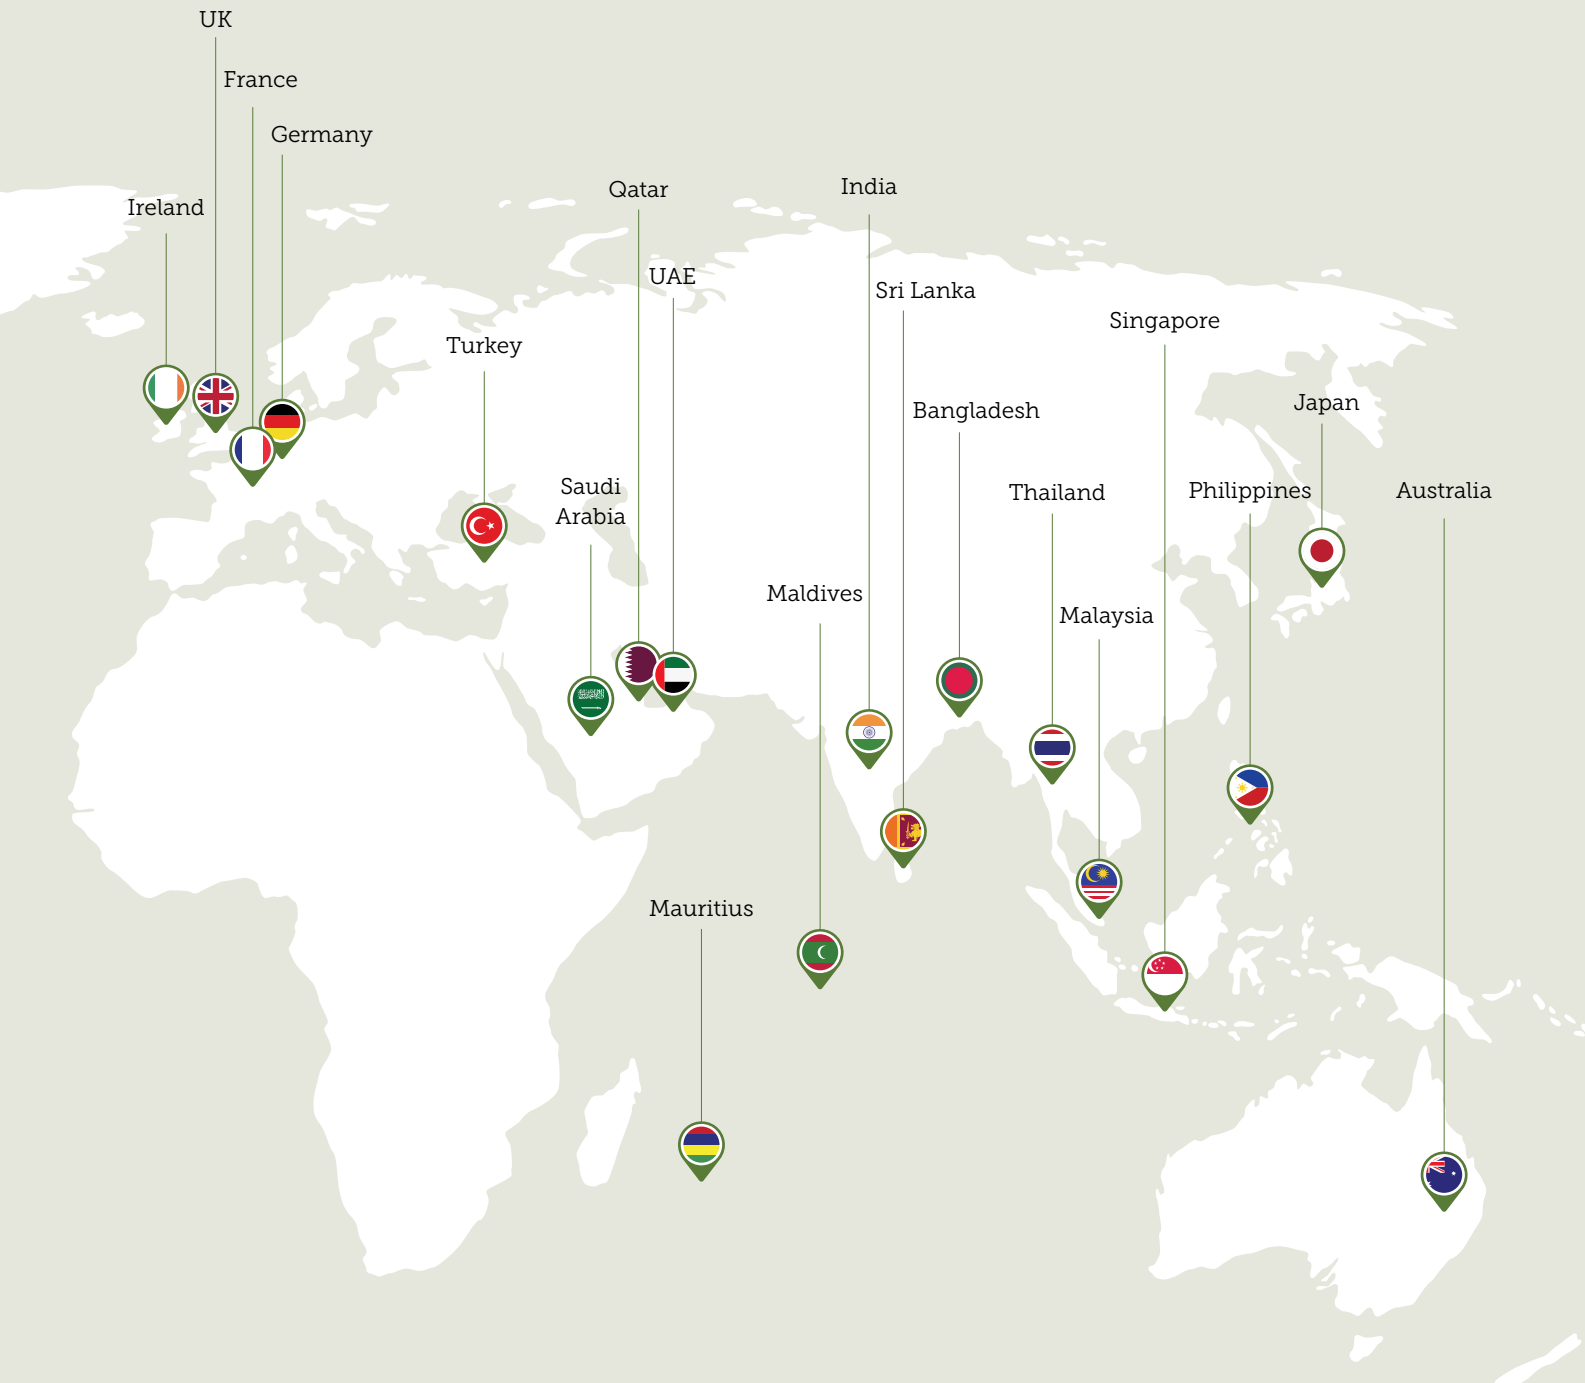 UK
France
Germany
Ireland
Qatar
India
UAE
Sri Lanka
Singapore
Turkey
Japan
Bangladesh
Saudi
Arabia
Thailand
Philippines
Australia
Maldives
Malaysia
Mauritius